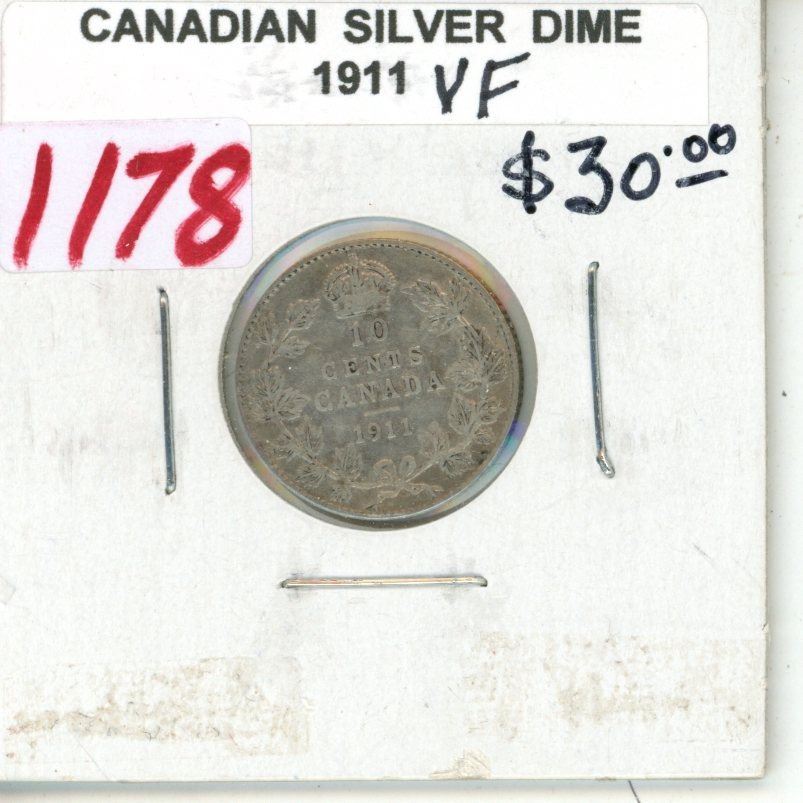 CANADIAN SILVER DIME
1911 VF
1178
$30.00
10
CENTS
CANADA
1911